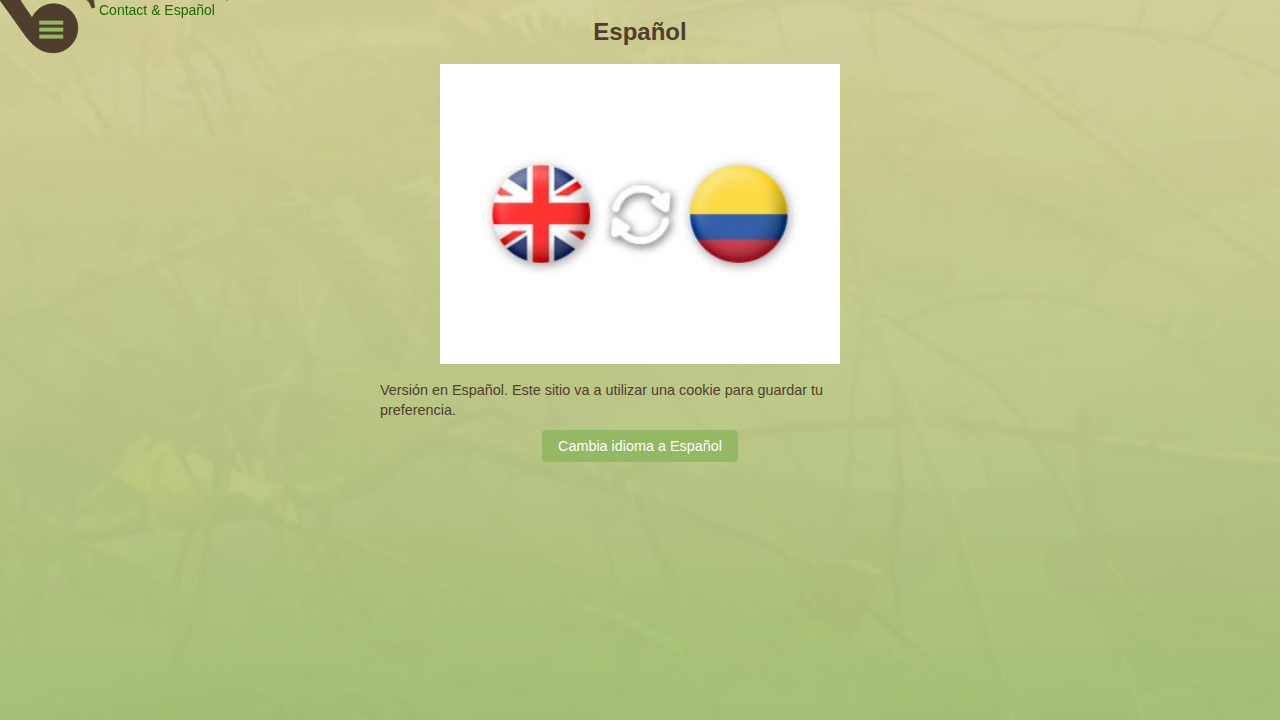 Contact & Español
Español
Versión en Español. Este sitio va a utilizar una cookie para guardar tu
preferencia.
Cambia idioma a Español